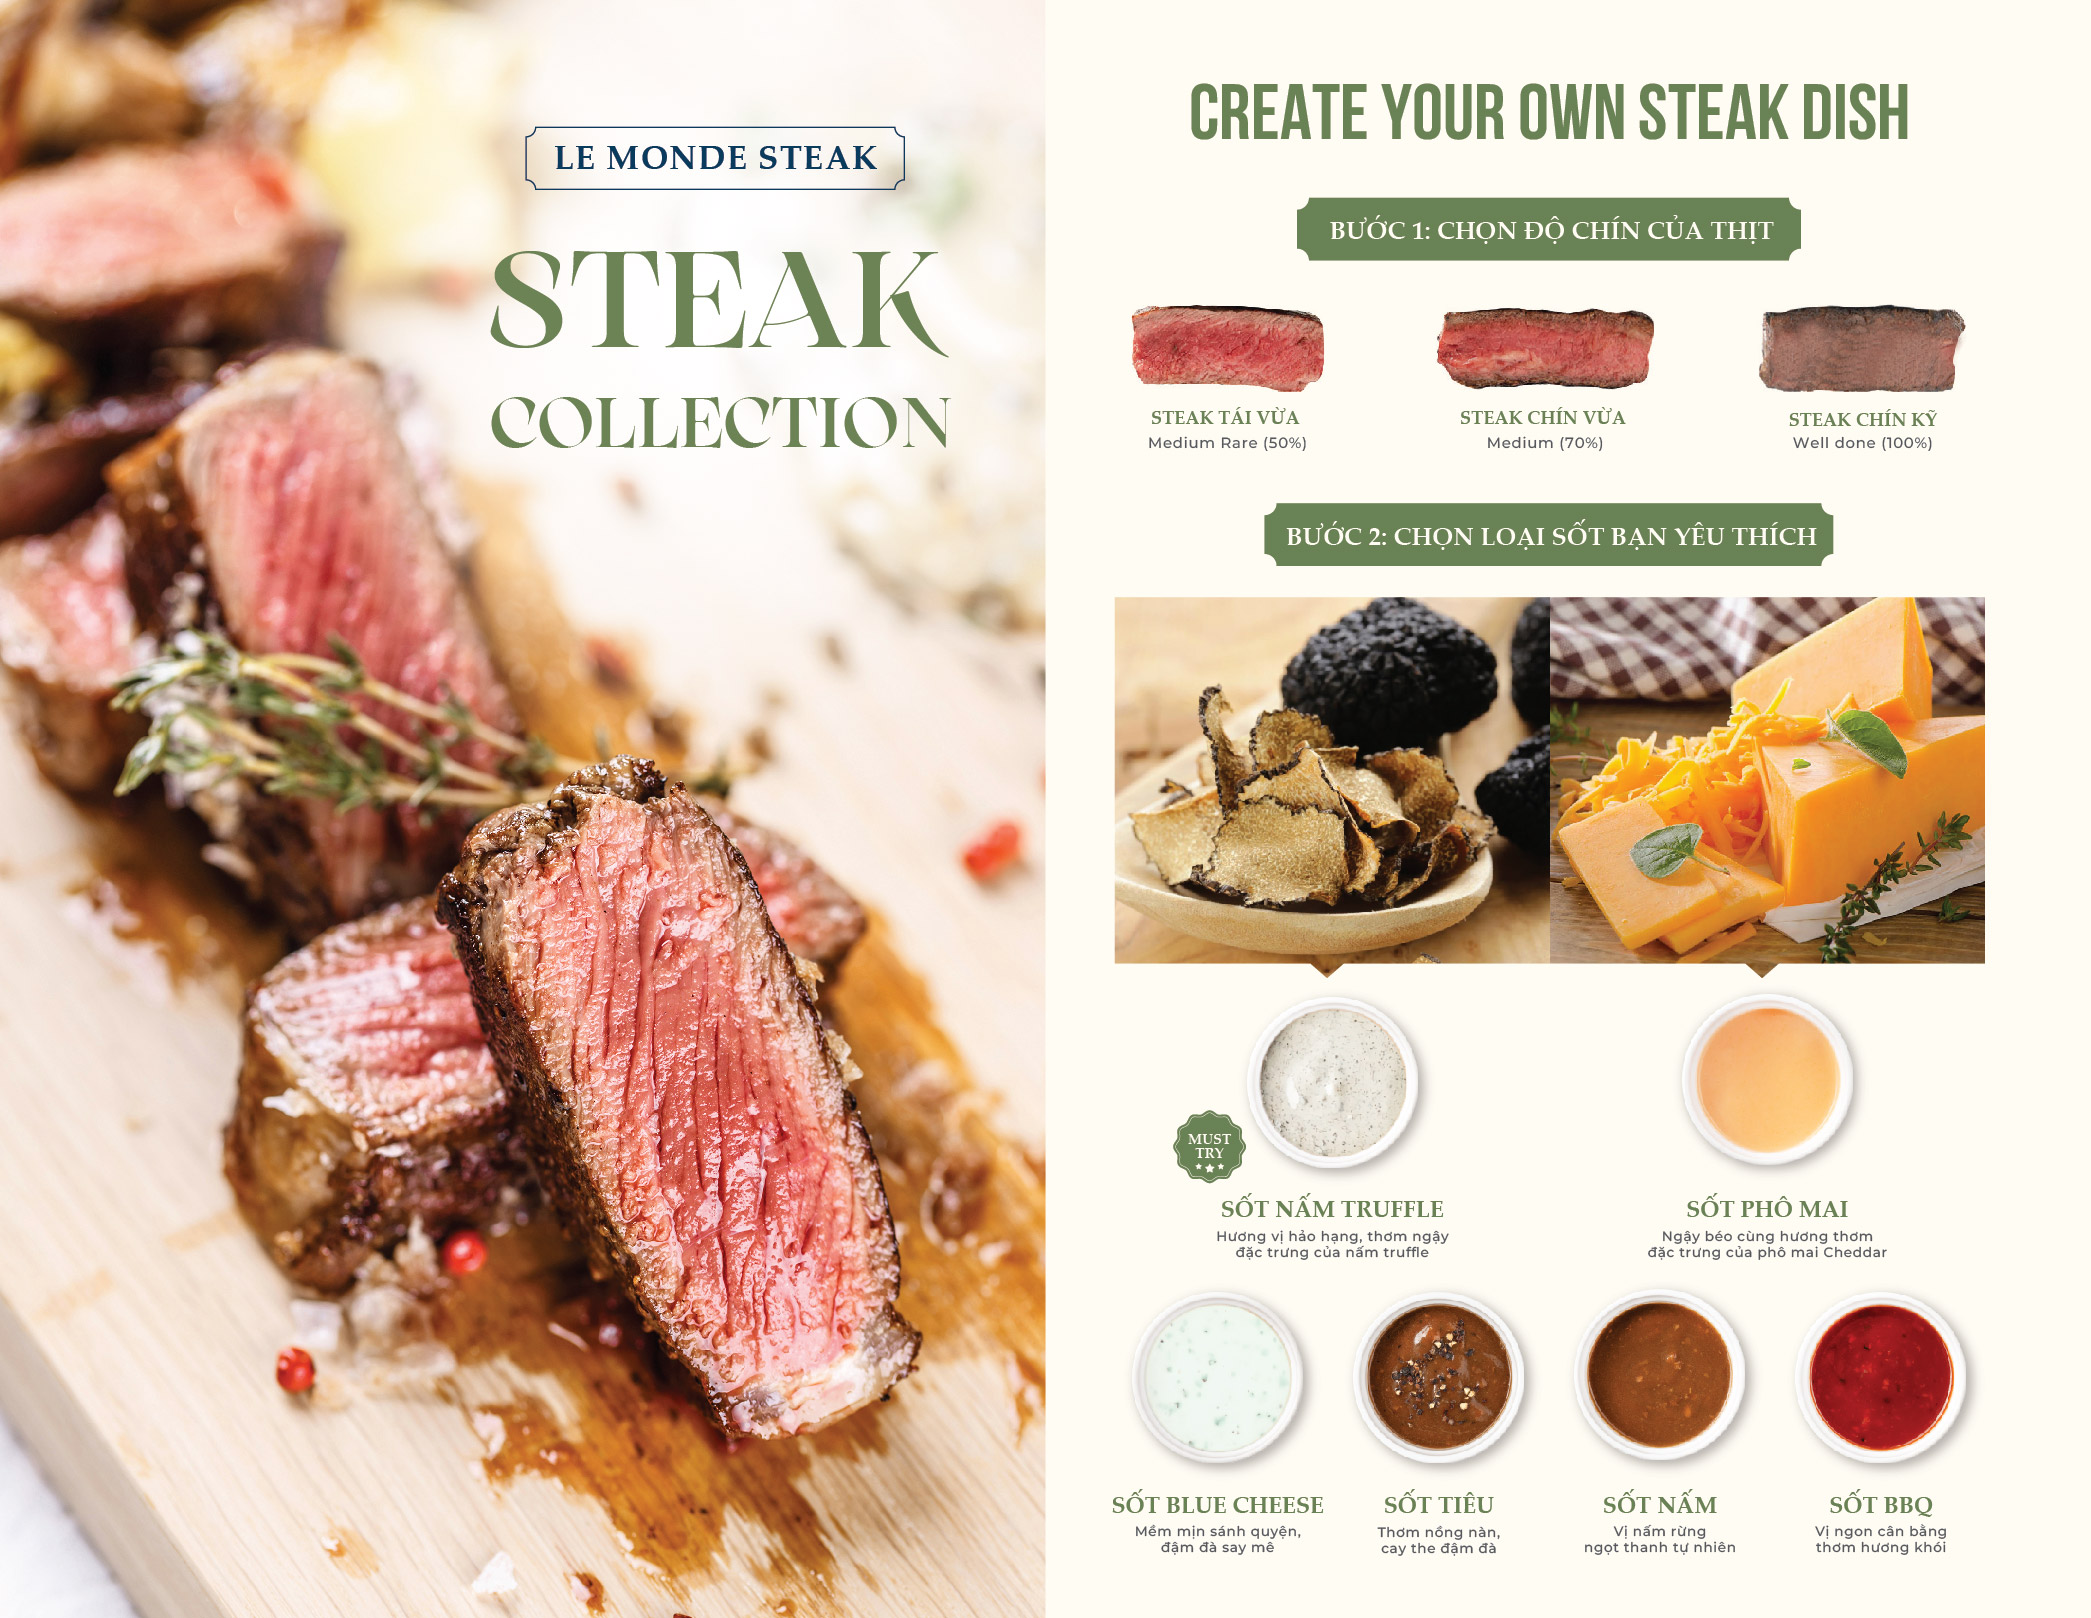 LE MONDE STEAK
STEAK
COLLECTION
CREATE YOUR OWN STEAK DISH
BƯỚC 1: CHỌN ĐỘ CHÍN CỦA THỊT
STEAK TÁI VỪA
Medium Rare (50%)
STEAK CHÍN VỪA
Medium (70%)
STEAK CHÍN KỸ
Well done (100%)
BƯỚC 2: CHỌN LOẠI SỐT BẠN YÊU THÍCH
MUST
TRY
SỐT NẤM TRUFFLE
Hương vị hảo hạng, thơm ngậy
đặc trưng của nấm truffle
SỐT PHÔ MAI
Ngậy béo cùng hương thơm
đặc trưng của phô mai Cheddar
SỐT BLUE CHEESE
Mềm mịn sánh quyện,
đậm đà say mê
SỐT TIÊU
Thơm nồng nàn,
cay the đậm đà
SỐT NẤM
Vị nấm rừng
ngọt thanh tự nhiên
SỐT BBQ
Vị ngon cân bằng
thơm hương khói